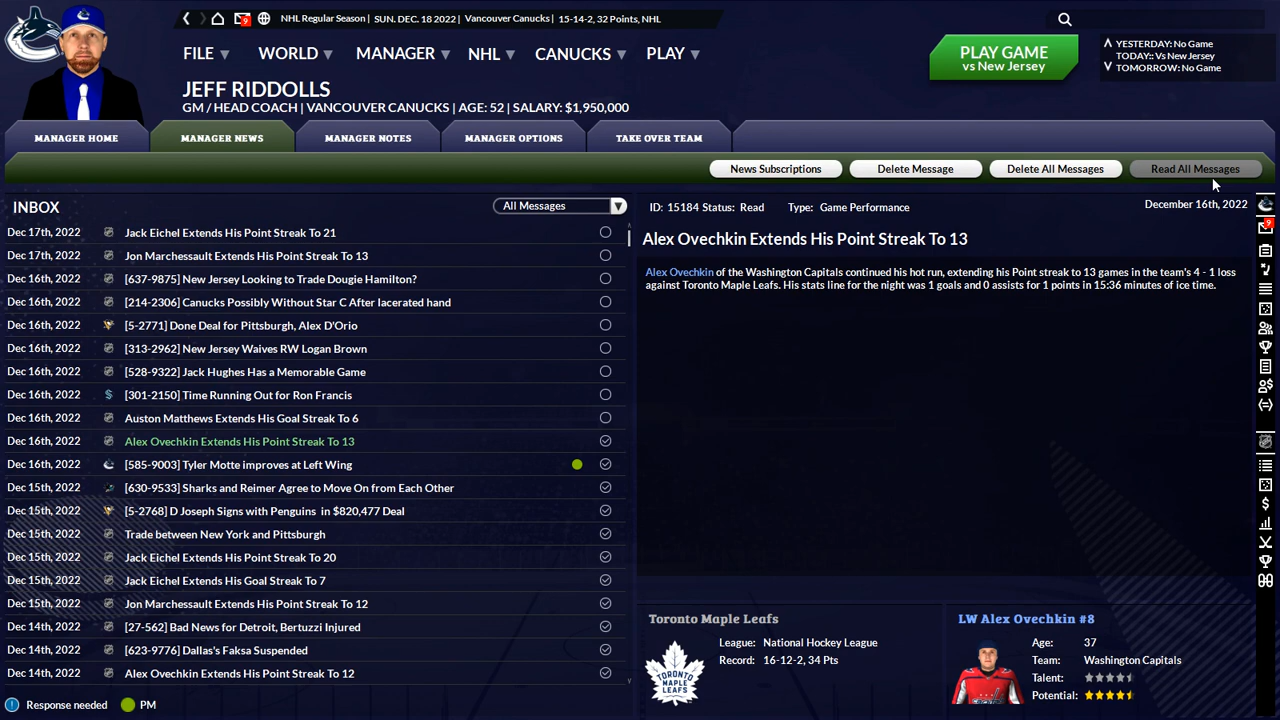 9 NHL Regular Season | SUN. DEC. 18 2022 | Vancouver Canucks | 15-14-2, 32 Points, NHL
FILE WORLD MANAGER NHL CANUCKS PLAY
PLAY GAME
vs New Jersey
YESTERDAY: No Game
TODAY:: Vs New Jersey
TOMORROW: No Game
JEFF RIDDOLLS
GM / HEAD COACH | VANCOUVER CANUCKS | AGE: 52 | SALARY: $1,950,000
MANAGER HOME MANAGER NEWS MANAGER NOTES MANAGER OPTIONS TAKE OVER TEAM
News Subscriptions Delete Message Delete All Messages Read All Messages
INBOX All Messages
Dec 17th, 2022 Jack Eichel Extends His Point Streak To 21
Dec 17th, 2022 Jon Marchessault Extends His Point Streak To 13
Dec 16th, 2022 [637-9875] New Jersey Looking to Trade Dougie Hamilton?
Dec 16th, 2022 [214-2306] Canucks Possibly Without Star C After lacerated hand
Dec 16th, 2022 [5-2771] Done Deal for Pittsburgh, Alex D'Orio
Dec 16th, 2022 [313-2962] New Jersey Waives RW Logan Brown
Dec 16th, 2022 [528-9322] Jack Hughes Has a Memorable Game
Dec 16th, 2022 [301-2150] Time Running Out for Ron Francis
Dec 16th, 2022 Auston Matthews Extends His Goal Streak To 6
Dec 16th, 2022 Alex Ovechkin Extends His Point Streak To 13
Dec 16th, 2022 [585-9003] Tyler Motte improves at Left Wing
Dec 15th, 2022 [630-9533] Sharks and Reimer Agree to Move On from Each Other
Dec 15th, 2022 [5-2768] D Joseph Signs with Penguins in $820,477 Deal
Dec 15th, 2022 Trade between New York and Pittsburgh
Dec 15th, 2022 Jack Eichel Extends His Point Streak To 20
Dec 15th, 2022 Jack Eichel Extends His Goal Streak To 7
Dec 15th, 2022 Jon Marchessault Extends His Point Streak To 12
Dec 14th, 2022 [27-562] Bad News for Detroit, Bertuzzi Injured
Dec 14th, 2022 [623-9776] Dallas's Faksa Suspended
Dec 14th, 2022 Alex Ovechkin Extends His Point Streak To 12
Response needed PM
ID: 15184 Status: Read Type: Game Performance December 16th, 2022
Alex Ovechkin Extends His Point Streak To 13
Alex Ovechkin of the Washington Capitals continued his hot run, extending his Point streak to 13 games in the team's 4 - 1 loss
against Toronto Maple Leafs. His stats line for the night was 1 goals and 0 assists for 1 points in 15:36 minutes of ice time.
Toronto Maple Leafs
League: National Hockey League
Record: 16-12-2, 34 Pts
TORONTO
MAPLE
LEAFS
LW Alex Ovechkin #8
Age: 37
Team: Washington Capitals
Talent:
Potential:
9